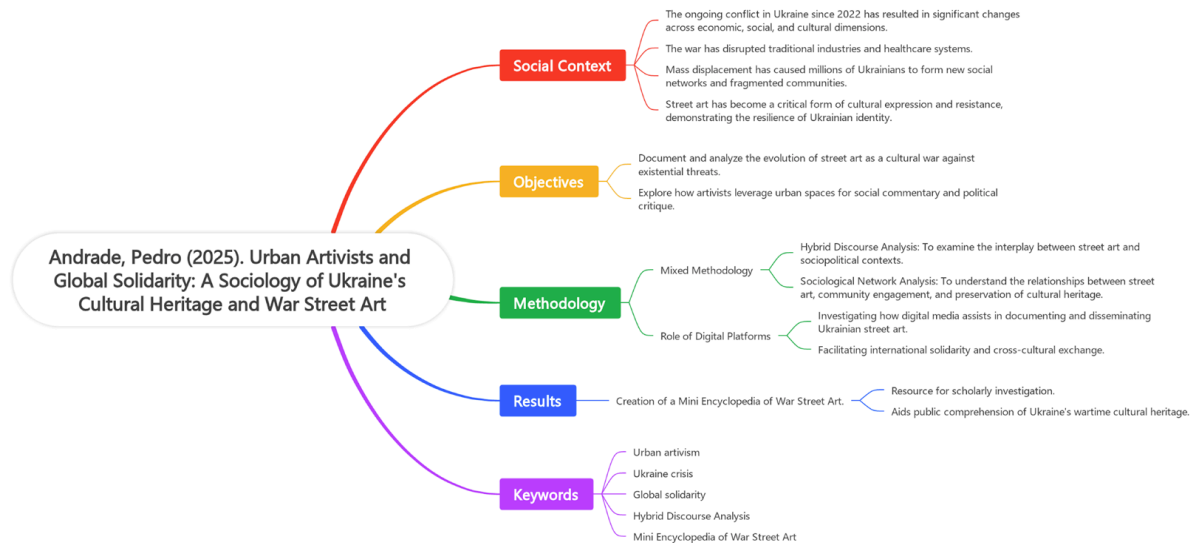 Andrade, Pedro (2025). Urban Artivists and
Global Solidarity: A Sociology of Ukraine's
Cultural Heritage and War Street Art
Social Context
The ongoing conflict in Ukraine since 2022 has resulted in significant changes
across economic, social, and cultural dimensions.
The war has disrupted traditional industries and healthcare systems.
Mass displacement has caused millions of Ukrainians to form new social
networks and fragmented communities.
Street art has become a critical form of cultural expression and resistance,
demonstrating the resilience of Ukrainian identity.
Objectives
Document and analyze the evolution of street art as a cultural war against
existential threats.
Explore how artivists leverage urban spaces for social commentary and political
critique.
Methodology
Mixed Methodology
Hybrid Discourse Analysis: To examine the interplay between street art and
sociopolitical contexts.
Sociological Network Analysis: To understand the relationships between street
art, community engagement, and preservation of cultural heritage.
Role of Digital Platforms
Investigating how digital media assists in documenting and disseminating
Ukrainian street art.
Facilitating international solidarity and cross-cultural exchange.
Results
Creation of a Mini Encyclopedia of War Street Art.
Resource for scholarly investigation.
Aids public comprehension of Ukraine's wartime cultural heritage.
Keywords
Urban artivism
Ukraine crisis
Global solidarity
Hybrid Discourse Analysis
Mini Encyclopedia of War Street Art